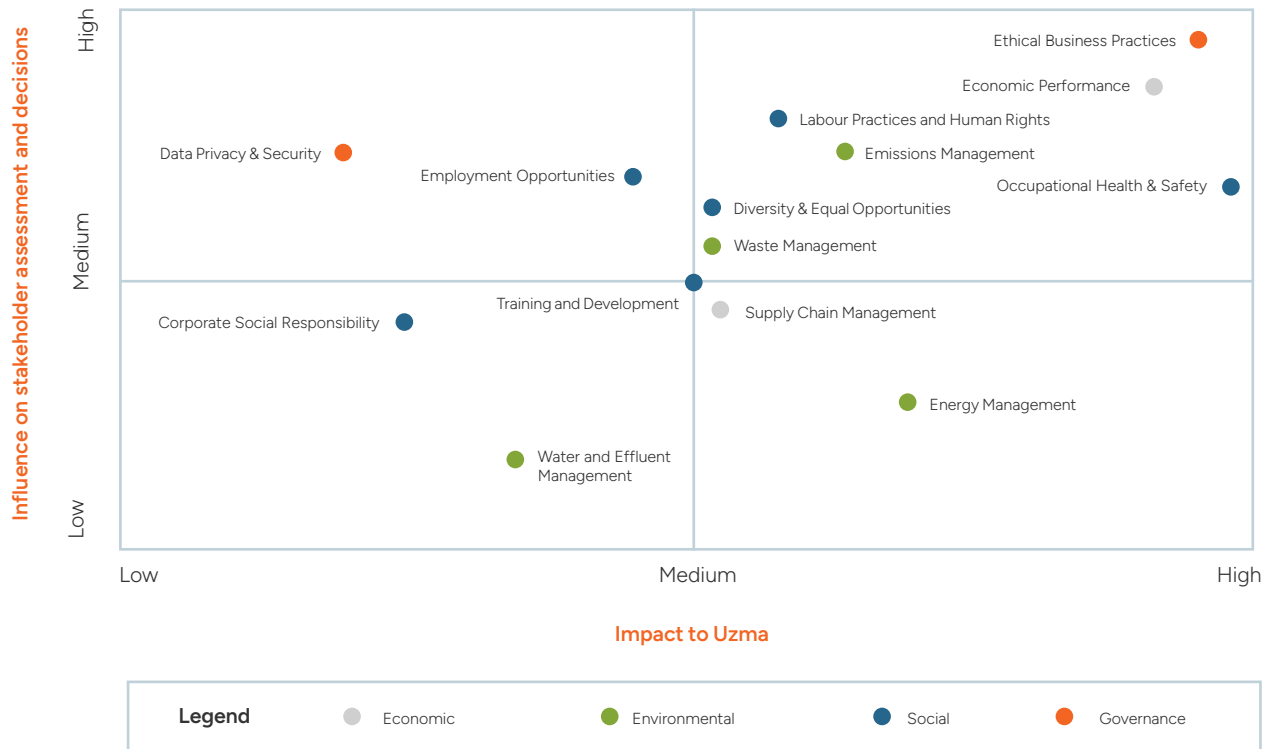 Influence on stakeholder assessment and decisions
High
Medium
Low
Ethical Business Practices
Economic Performance
Labour Practices and Human Rights
Data Privacy & Security
Emissions Management
Employment Opportunities
Occupational Health & Safety
Diversity & Equal Opportunities
Waste Management
Training and Development
Supply Chain Management
Corporate Social Responsibility
Energy Management
Water and Effluent
Management
Low
Medium
High
Impact to Uzma
Legend
Economic
Environmental
Social
Governance